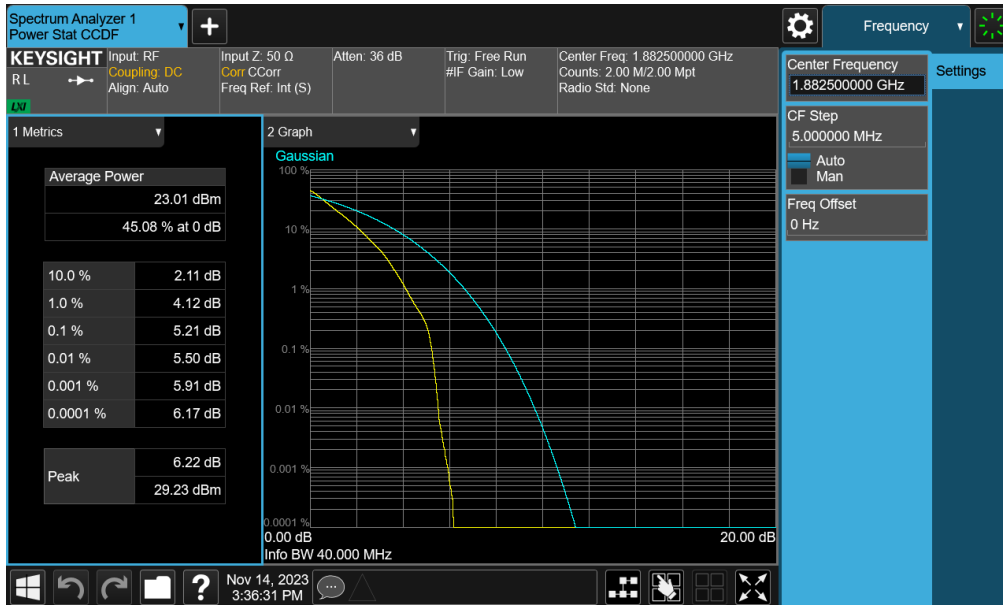 Spectrum Analyzer 1
Power Stat CCDF
Frequency
KEYSIGHT
R L
LXI
Input: RF
Coupling: DC
Align: Auto
Input Z: 50 Ω
Corr CCorr
Freq Ref: Int (S)
Atten: 36 dB
Trig: Free Run
#IF Gain: Low
Center Freq: 1.882500000 GHz
Counts: 2.00 M/2.00 Mpt
Radio Std: None
Center Frequency
1.882500000 GHz
Settings
CF Step
5.000000 MHz
Auto
Man
Freq Offset
0 Hz
1 Metrics
Average Power
23.01 dBm
45.08 % at 0 dB
10.0 % 2.11 dB
1.0 % 4.12 dB
0.1 % 5.21 dB
0.01 % 5.50 dB
0.001 % 5.91 dB
0.0001 % 6.17 dB
Peak 6.22 dB
29.23 dBm
2 Graph
Gaussian
100 %
10 %
1 %
0.1 %
0.01 %
0.001 %
0.0001 %
0.00 dB 20.00 dB
Info BW 40.000 MHz
?
Nov 14, 2023
3:36:31 PM